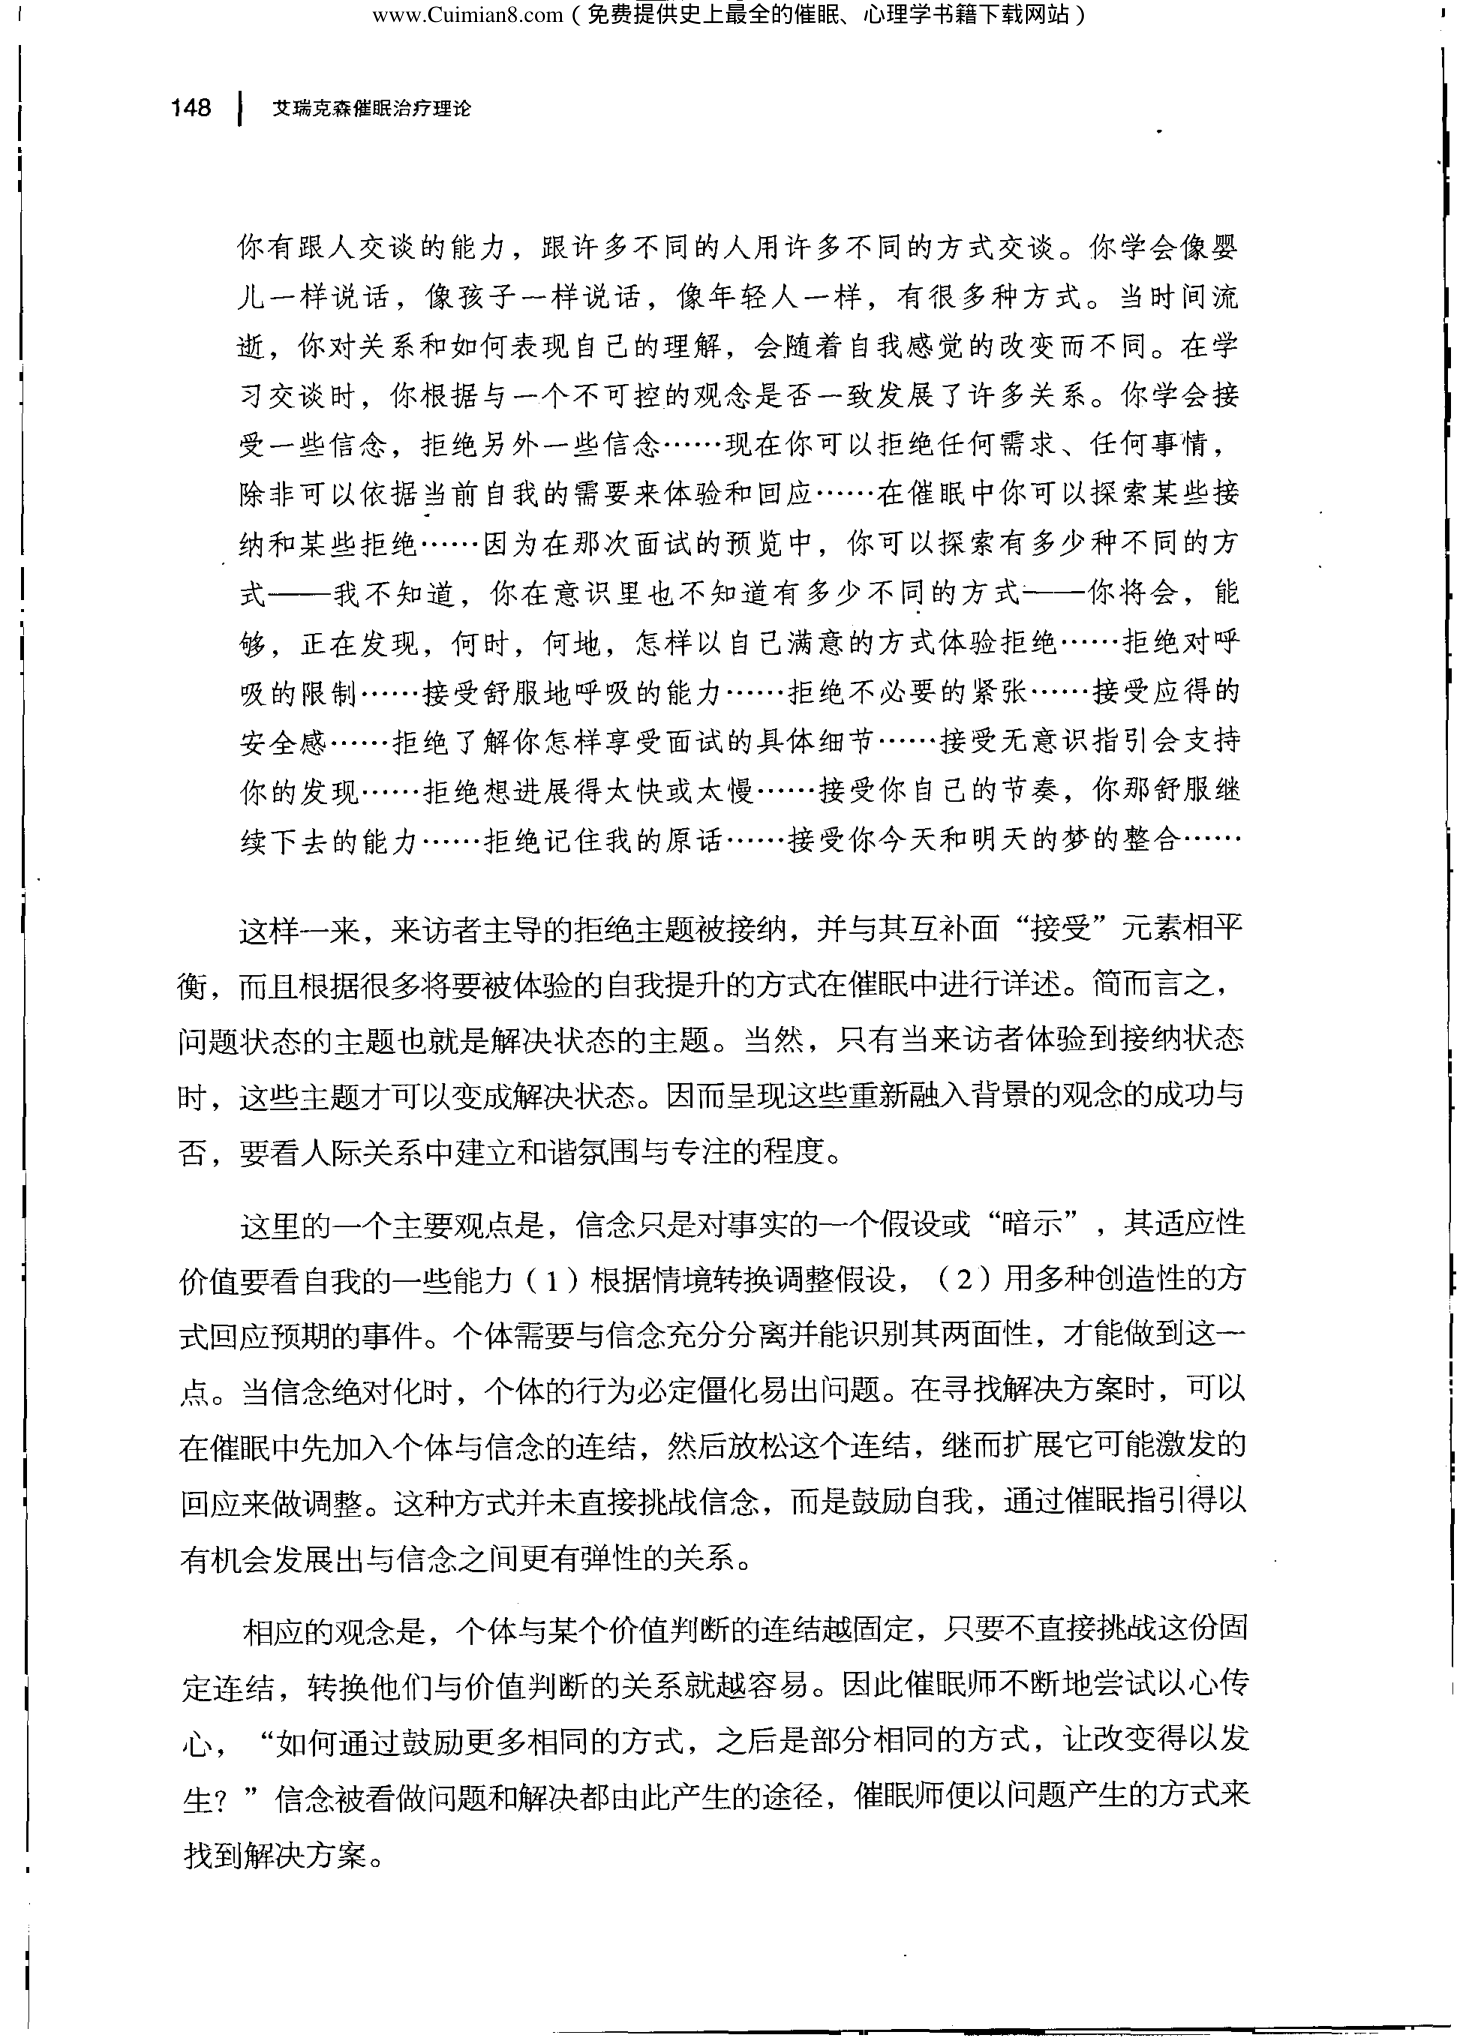 www.Cuimian8.com（免费提供史上最全的催眠、心理学书籍下载网站）
148 艾瑞克森催眠治疗理论
你有跟人交谈的能力，跟许多不同的人用许多不同的方式交谈。你学会像婴
儿一样说话，像孩子一样说话，像年轻人一样，有很多种方式。当时间流
逝，你对关系和如何表现自己的理解，会随着自我感觉的改变而不同。在学
习交谈时，你根据与一个不可控的观念是否一致发展了许多关系。你学会接
受一些信念，拒绝另外一些信念……现在你可以拒绝任何需求、任何事情，
除非可以依据当前自我的需要来体验和回应……在催眠中你可以探索某些接
纳和某些拒绝……因为在那次面试的预览中，你可以探索有多少种不同的方
式——我不知道，你在意识里也不知道有多少不同的方式——你将会，能
够，正在发现，何时，何地，怎样以自己满意的方式体验拒绝……拒绝对呼
吸的限制……接受舒服地呼吸的能力……拒绝不必要的紧张……接受应得的
安全感……拒绝了解你怎样享受面试的具体细节……接受无意识指引会支持
你的发现……拒绝想进展得太快或太慢……接受你自己的节奏，你那舒服继
续下去的能力……拒绝记住我的原话……接受你今天和明天的梦的整合……
这样一来，来访者主导的拒绝主题被接纳，并与其互补面“接受”元素相平
衡，而且根据很多将要被体验的自我提升的方式在催眠中进行详述。简而言之，
问题状态的主题也就是解决状态的主题。当然，只有当来访者体验到接纳状态
时，这些主题才可以变成解决状态。因而呈现这些重新融入背景的观念的成功与
否，要看人际关系中建立和谐氛围与专注的程度。
这里的一个主要观点是，信念只是对事实的一个假设或“暗示”，其适应性
价值要看自我的一些能力（1）根据情境转换调整假设，（2）用多种创造性的方
式回应预期的事件。个体需要与信念充分分离并能识别其两面性，才能做到这一
点。当信念绝对化时，个体的行为必定僵化易出问题。在寻找解决方案时，可以
在催眠中先加入个体与信念的连结，然后放松这个连结，继而扩展它可能激发的
回应来做调整。这种方式并未直接挑战信念，而是鼓励自我，通过催眠指引得以
有机会发展出与信念之间更有弹性的关系。
相应的观念是，个体与某个价值判断的连结越固定，只要不直接挑战这份固
定连结，转换他们与价值判断的关系就越容易。因此催眠师不断地尝试以心传
心，“如何通过鼓励更多相同的方式，之后是部分相同的方式，让改变得以发
生？”信念被看做问题和解决都由此产生的途径，催眠师便以问题产生的方式来
找到解决方案。